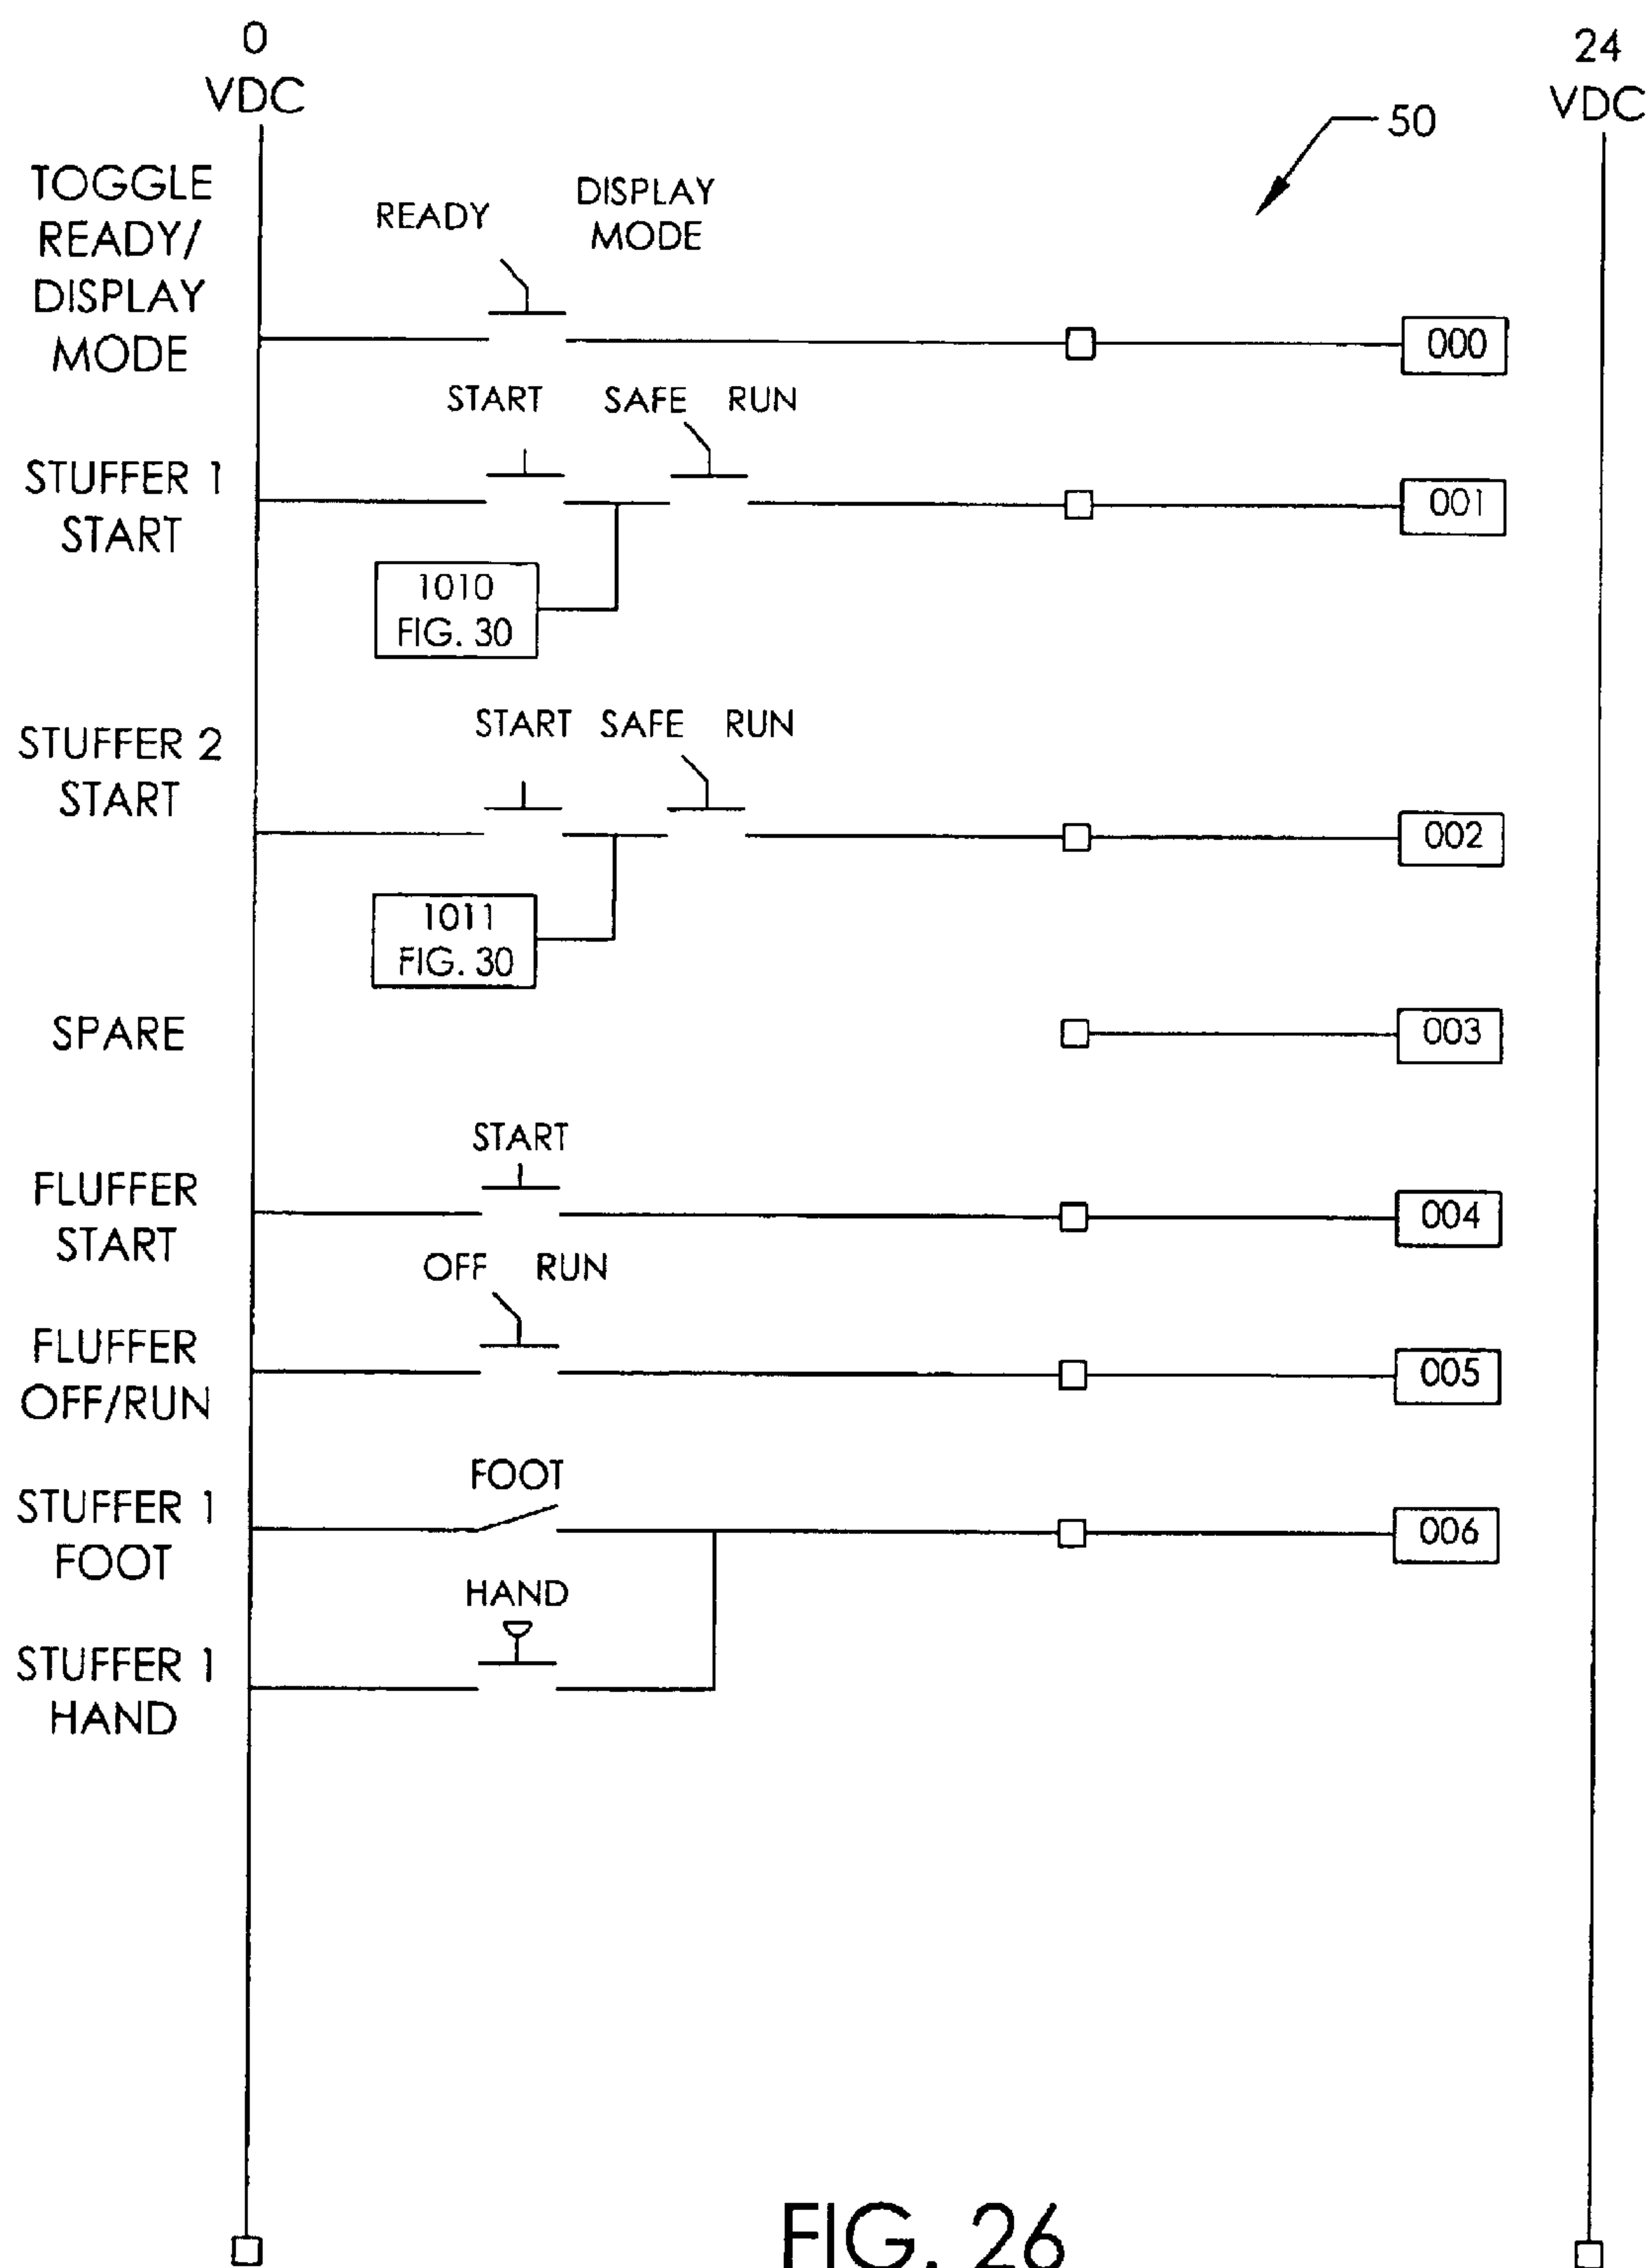 0
VDC
24
VDC
50
TOGGLE
READY/
DISPLAY
MODE
READY
DISPLAY
MODE
000
START
SAFE
RUN
STUFFER 1
START
001
1010
FIG. 30
START
SAFE
RUN
STUFFER 2
START
002
1011
FIG. 30
SPARE
003
START
FLUFFER
START
004
OFF
RUN
FLUFFER
OFF/RUN
005
FOOT
STUFFER 1
FOOT
006
HAND
STUFFER 1
HAND
FIG. 26